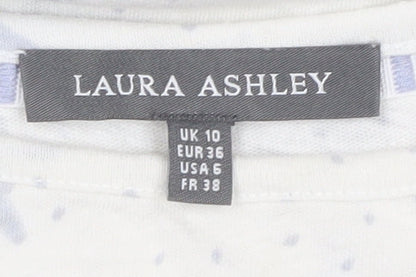 LAURA ASHLEY
UK 10
EUR 36
USA 6
FR 38